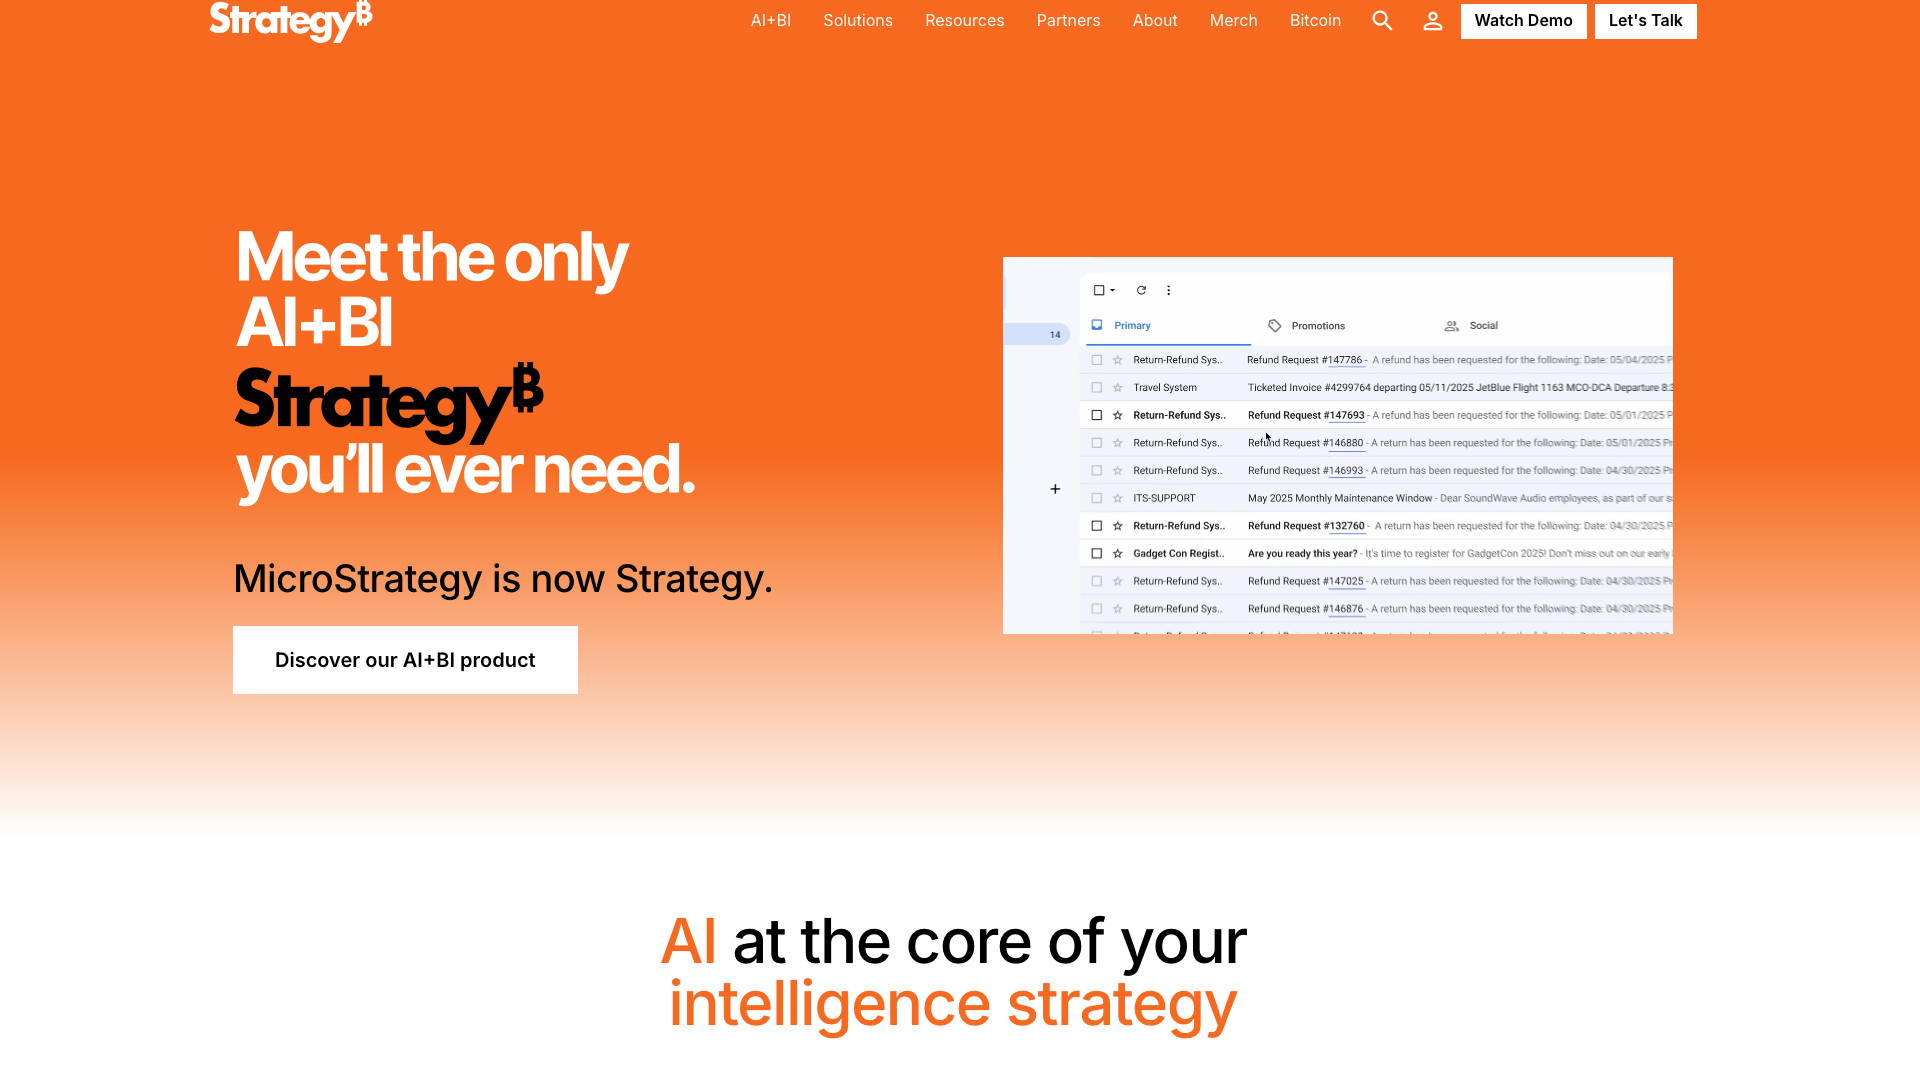 Strategy₿
AI+BI
Solutions
Resources
Partners
About
Merch
Bitcoin
Watch Demo
Let's Talk
Meet the only
AI+BI
Strategy₿
you’ll ever need.
MicroStrategy is now Strategy.
Discover our AI+BI product
14
Primary
Promotions
Social
Return-Refund Sys.. Refund Request #147786 - A refund has been requested for the following: Date: 05/04/2025
Travel System Ticketed Invoice #4299764 departing 05/11/2025 JetBlue Flight 1163 MCO-DCA Departure
Return-Refund Sys.. Refund Request #147693 - A refund has been requested for the following: Date: 05/01/2025
Return-Refund Sys.. Refund Request #146880 - A return has been requested for the following: Date: 05/01/2025
Return-Refund Sys.. Refund Request #146993 - A return has been requested for the following: Date: 04/30/2025
ITS-SUPPORT May 2025 Monthly Maintenance Window - Dear SoundWave Audio employees, as part of our
Return-Refund Sys.. Refund Request #132760 - A return has been requested for the following: Date: 04/30/2025
Gadget Con Regist.. Are you ready this year? - It's time to register for GadgetCon 2025! Don't miss out on our early
Return-Refund Sys.. Refund Request #147025 - A return has been requested for the following: Date: 04/30/2025
Return-Refund Sys.. Refund Request #146876 - A return has been requested for the following: Date: 04/30/2025
AI at the core of your
intelligence strategy